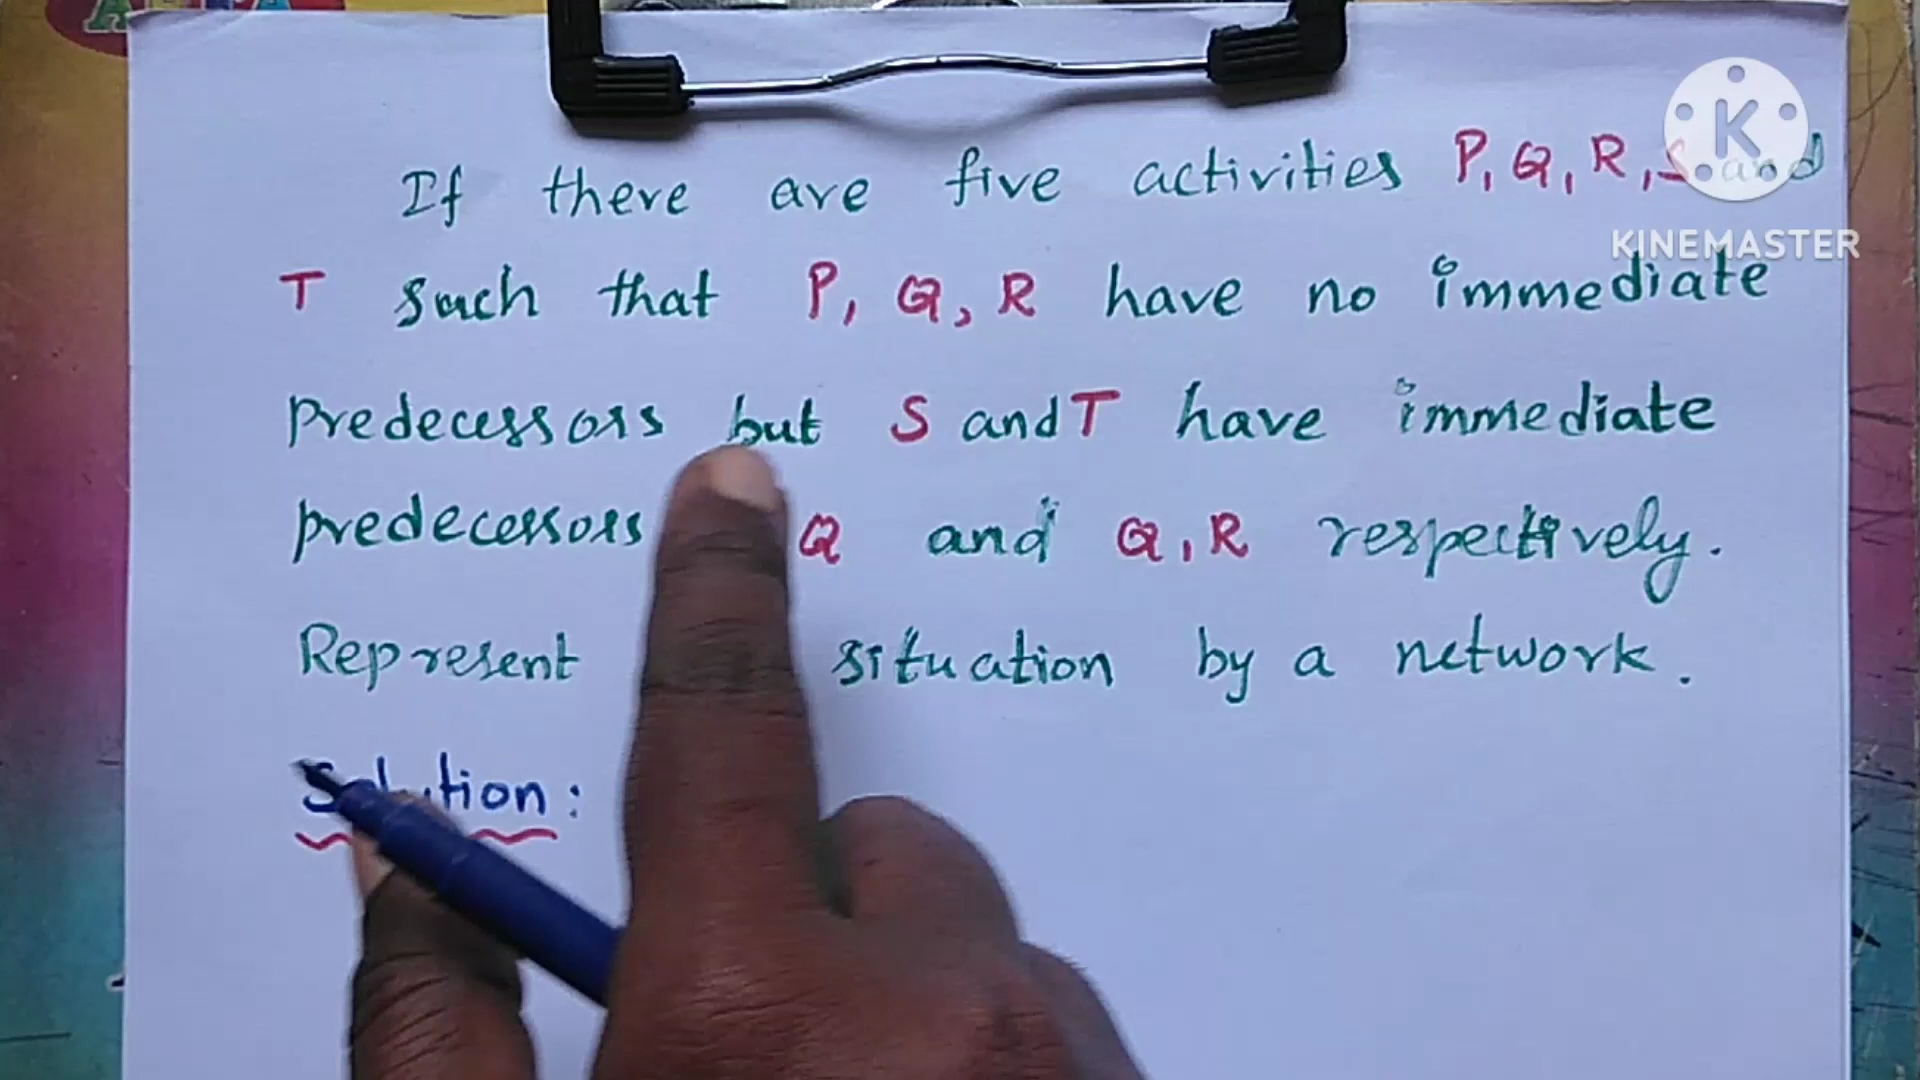 If there are five activities P, Q, R, S and
T such that P, Q, R have no immediate
predecessors but S and T have immediate
predecessors Q and Q, R respectively.
Represent situation by a network.
Solution:
KINEMASTER